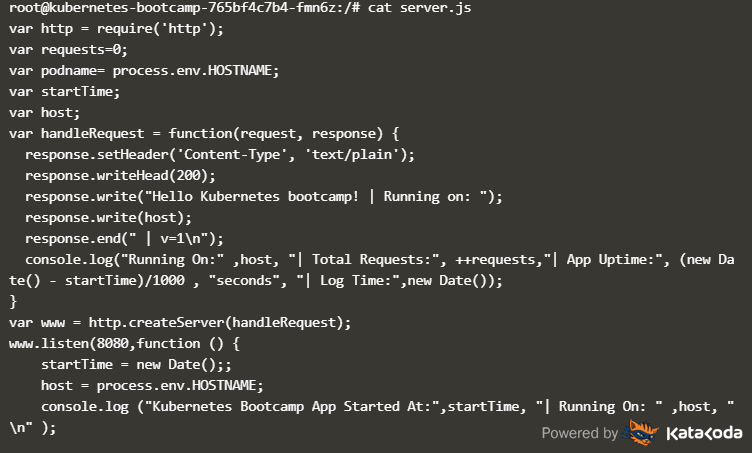 root@kubernetes-bootcamp-765bf4c7b4-fmn6z:/# cat server.js
var http = require('http');
var requests=0;
var podname= process.env.HOSTNAME;
var startTime;
var host;
var handleRequest = function(request, response) {
  response.setHeader('Content-Type', 'text/plain');
  response.writeHead(200);
  response.write("Hello Kubernetes bootcamp! | Running on: ");
  response.write(host);
  response.end(" | v=1\n");
  console.log("Running On:" ,host, "| Total Requests:", ++requests,"| App Uptime:", (new Da
te() - startTime)/1000 , "seconds", "| Log Time:",new Date());
}
var www = http.createServer(handleRequest);
www.listen(8080,function () {
    startTime = new Date();;
    host = process.env.HOSTNAME;
    console.log ("Kubernetes Bootcamp App Started At:",startTime, "| Running On: " ,host, "
\n" );
Powered by Katakoda